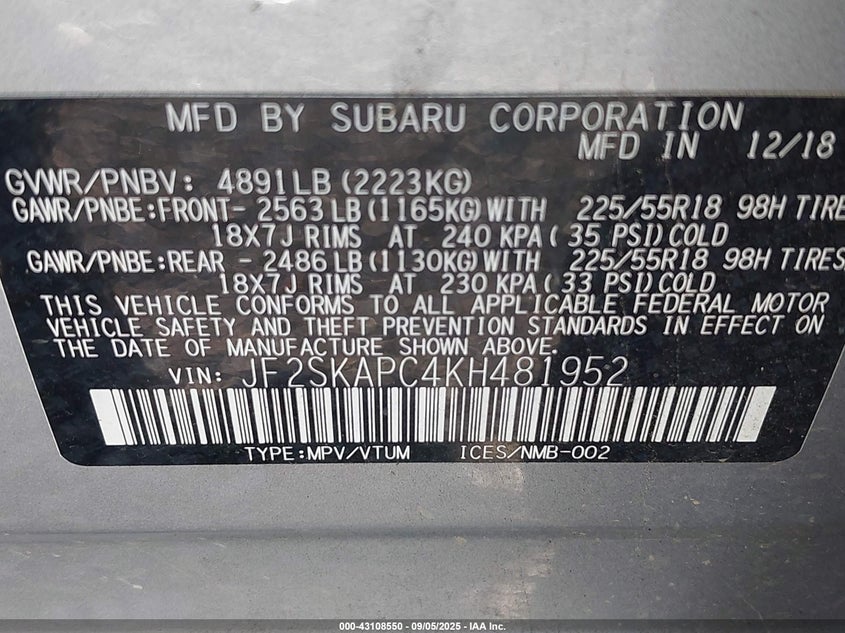 MFD BY SUBARU CORPORATION
MFD IN 12/18
GVWR/PNBV: 4891LB (2223KG)
GAWR/PNBE:FRONT- 2563 LB (1165KG) WITH 225/55R18 98H TIRE
18X7J RIMS AT 240 KPA ( 35 PSI) COLD
GAWR/PNBE:REAR - 2486 LB (1130KG) WITH 225/55R18 98H TIRES
18X7J RIMS AT 230 KPA ( 33 PSI) COLD
THIS VEHICLE CONFORMS TO ALL APPLICABLE FEDERAL MOTOR
VEHICLE SAFETY AND THEFT PREVENTION STANDARDS IN EFFECT ON
THE DATE OF MANUFACTURE SHOWN ABOVE.
VIN: JF2SKAPC4KH481952
TYPE:MPV/VTUM ICES/NMB-002
000-43108550 - 09/05/2025 - IAA Inc.